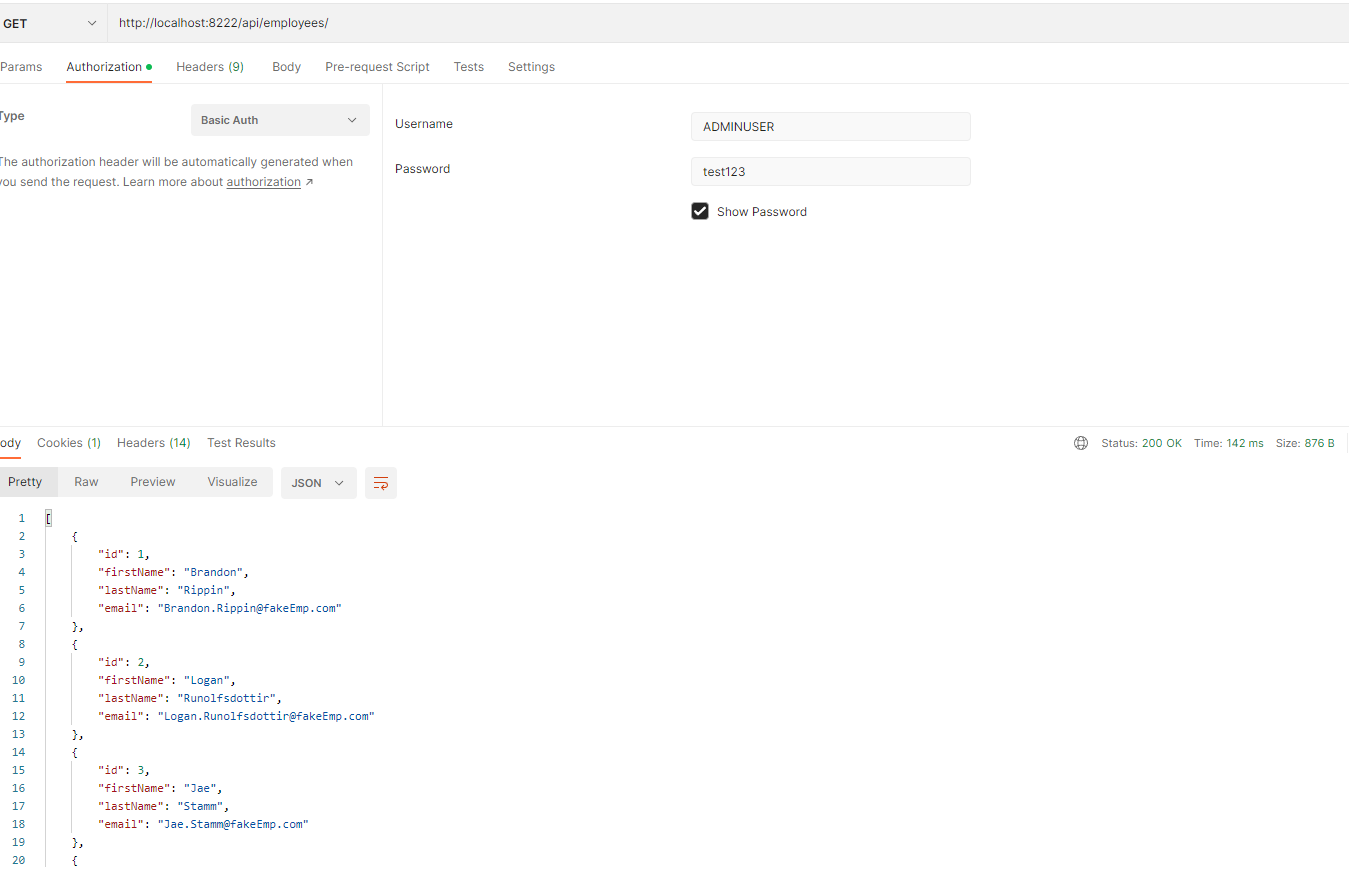 GET http://localhost:8222/api/employees/
Params Authorization Headers (9) Body Pre-request Script Tests Settings
Type Basic Auth
The authorization header will be automatically generated when
you send the request. Learn more about authorization ↗
Username ADMINUSER
Password test123
Show Password
ody Cookies (1) Headers (14) Test Results Status: 200 OK Time: 142 ms Size: 876 B
Pretty Raw Preview Visualize JSON
1 [
2 {
3 "id": 1,
4 "firstName": "Brandon",
5 "lastName": "Rippin",
6 "email": "Brandon.Rippin@fakeEmp.com"
7 },
8 {
9 "id": 2,
10 "firstName": "Logan",
11 "lastName": "Runolfsdottir",
12 "email": "Logan.Runolfsdottir@fakeEmp.com"
13 },
14 {
15 "id": 3,
16 "firstName": "Jae",
17 "lastName": "Stamm",
18 "email": "Jae.Stamm@fakeEmp.com"
19 },
20 {